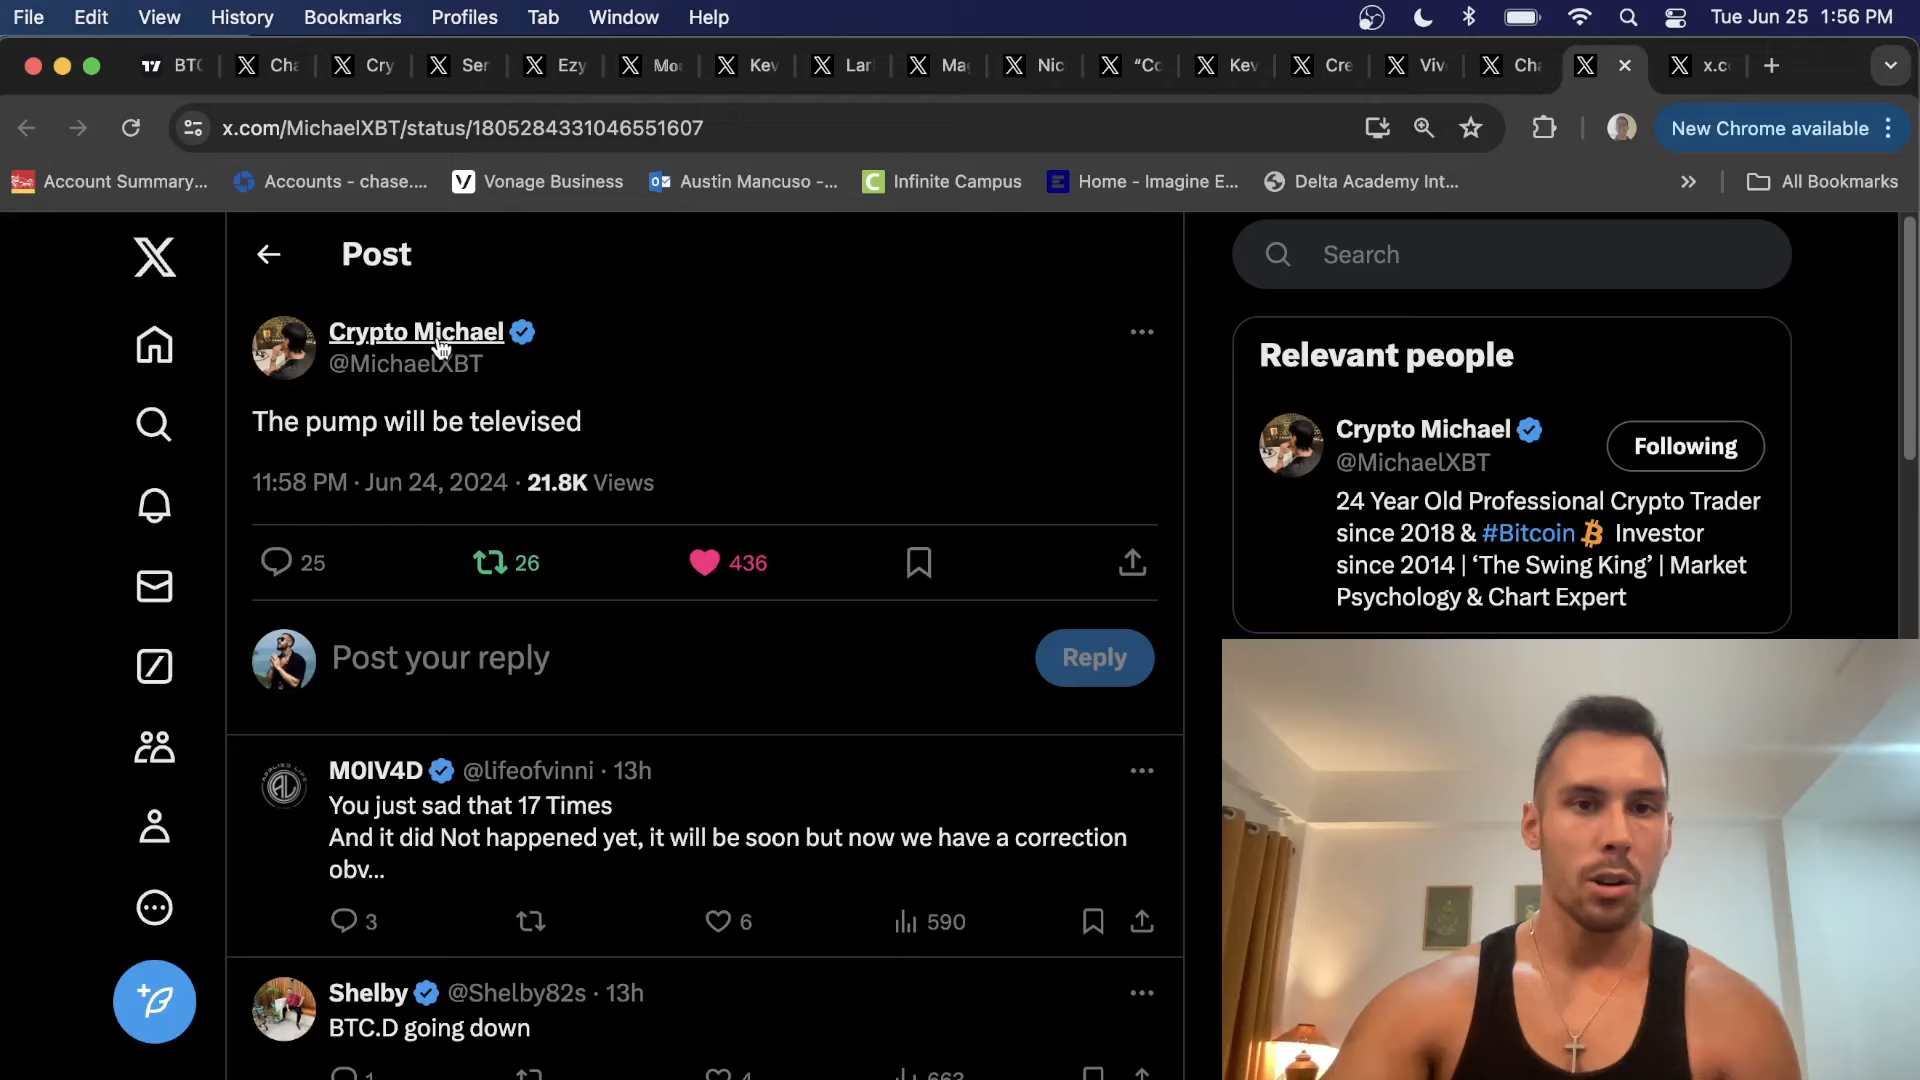 File Edit View History Bookmarks Profiles Tab Window Help Tue Jun 25 1:56 PM
BTC Cha Cry Ser Ezy Mo Kev Lar Mag Nic “Co Kev Cre Viv Cha x.c
x.com/MichaelXBT/status/1805284331046551607 New Chrome available
Account Summary... Accounts - chase.... Vonage Business Austin Mancuso -... Infinite Campus Home - Imagine E... Delta Academy Int... All Bookmarks
Post
Crypto Michael
@MichaelXBT
The pump will be televised
11:58 PM · Jun 24, 2024 · 21.8K Views
25 26 436
Post your reply Reply
M0IV4D @lifeofvinni · 13h
You just sad that 17 Times
And it did Not happened yet, it will be soon but now we have a correction
obv...
3 6 590
Shelby @Shelby82s · 13h
BTC.D going down
1 4 663
Search
Relevant people
Crypto Michael
@MichaelXBT
Following
24 Year Old Professional Crypto Trader
since 2018 & #Bitcoin Investor
since 2014 | ‘The Swing King’ | Market
Psychology & Chart Expert